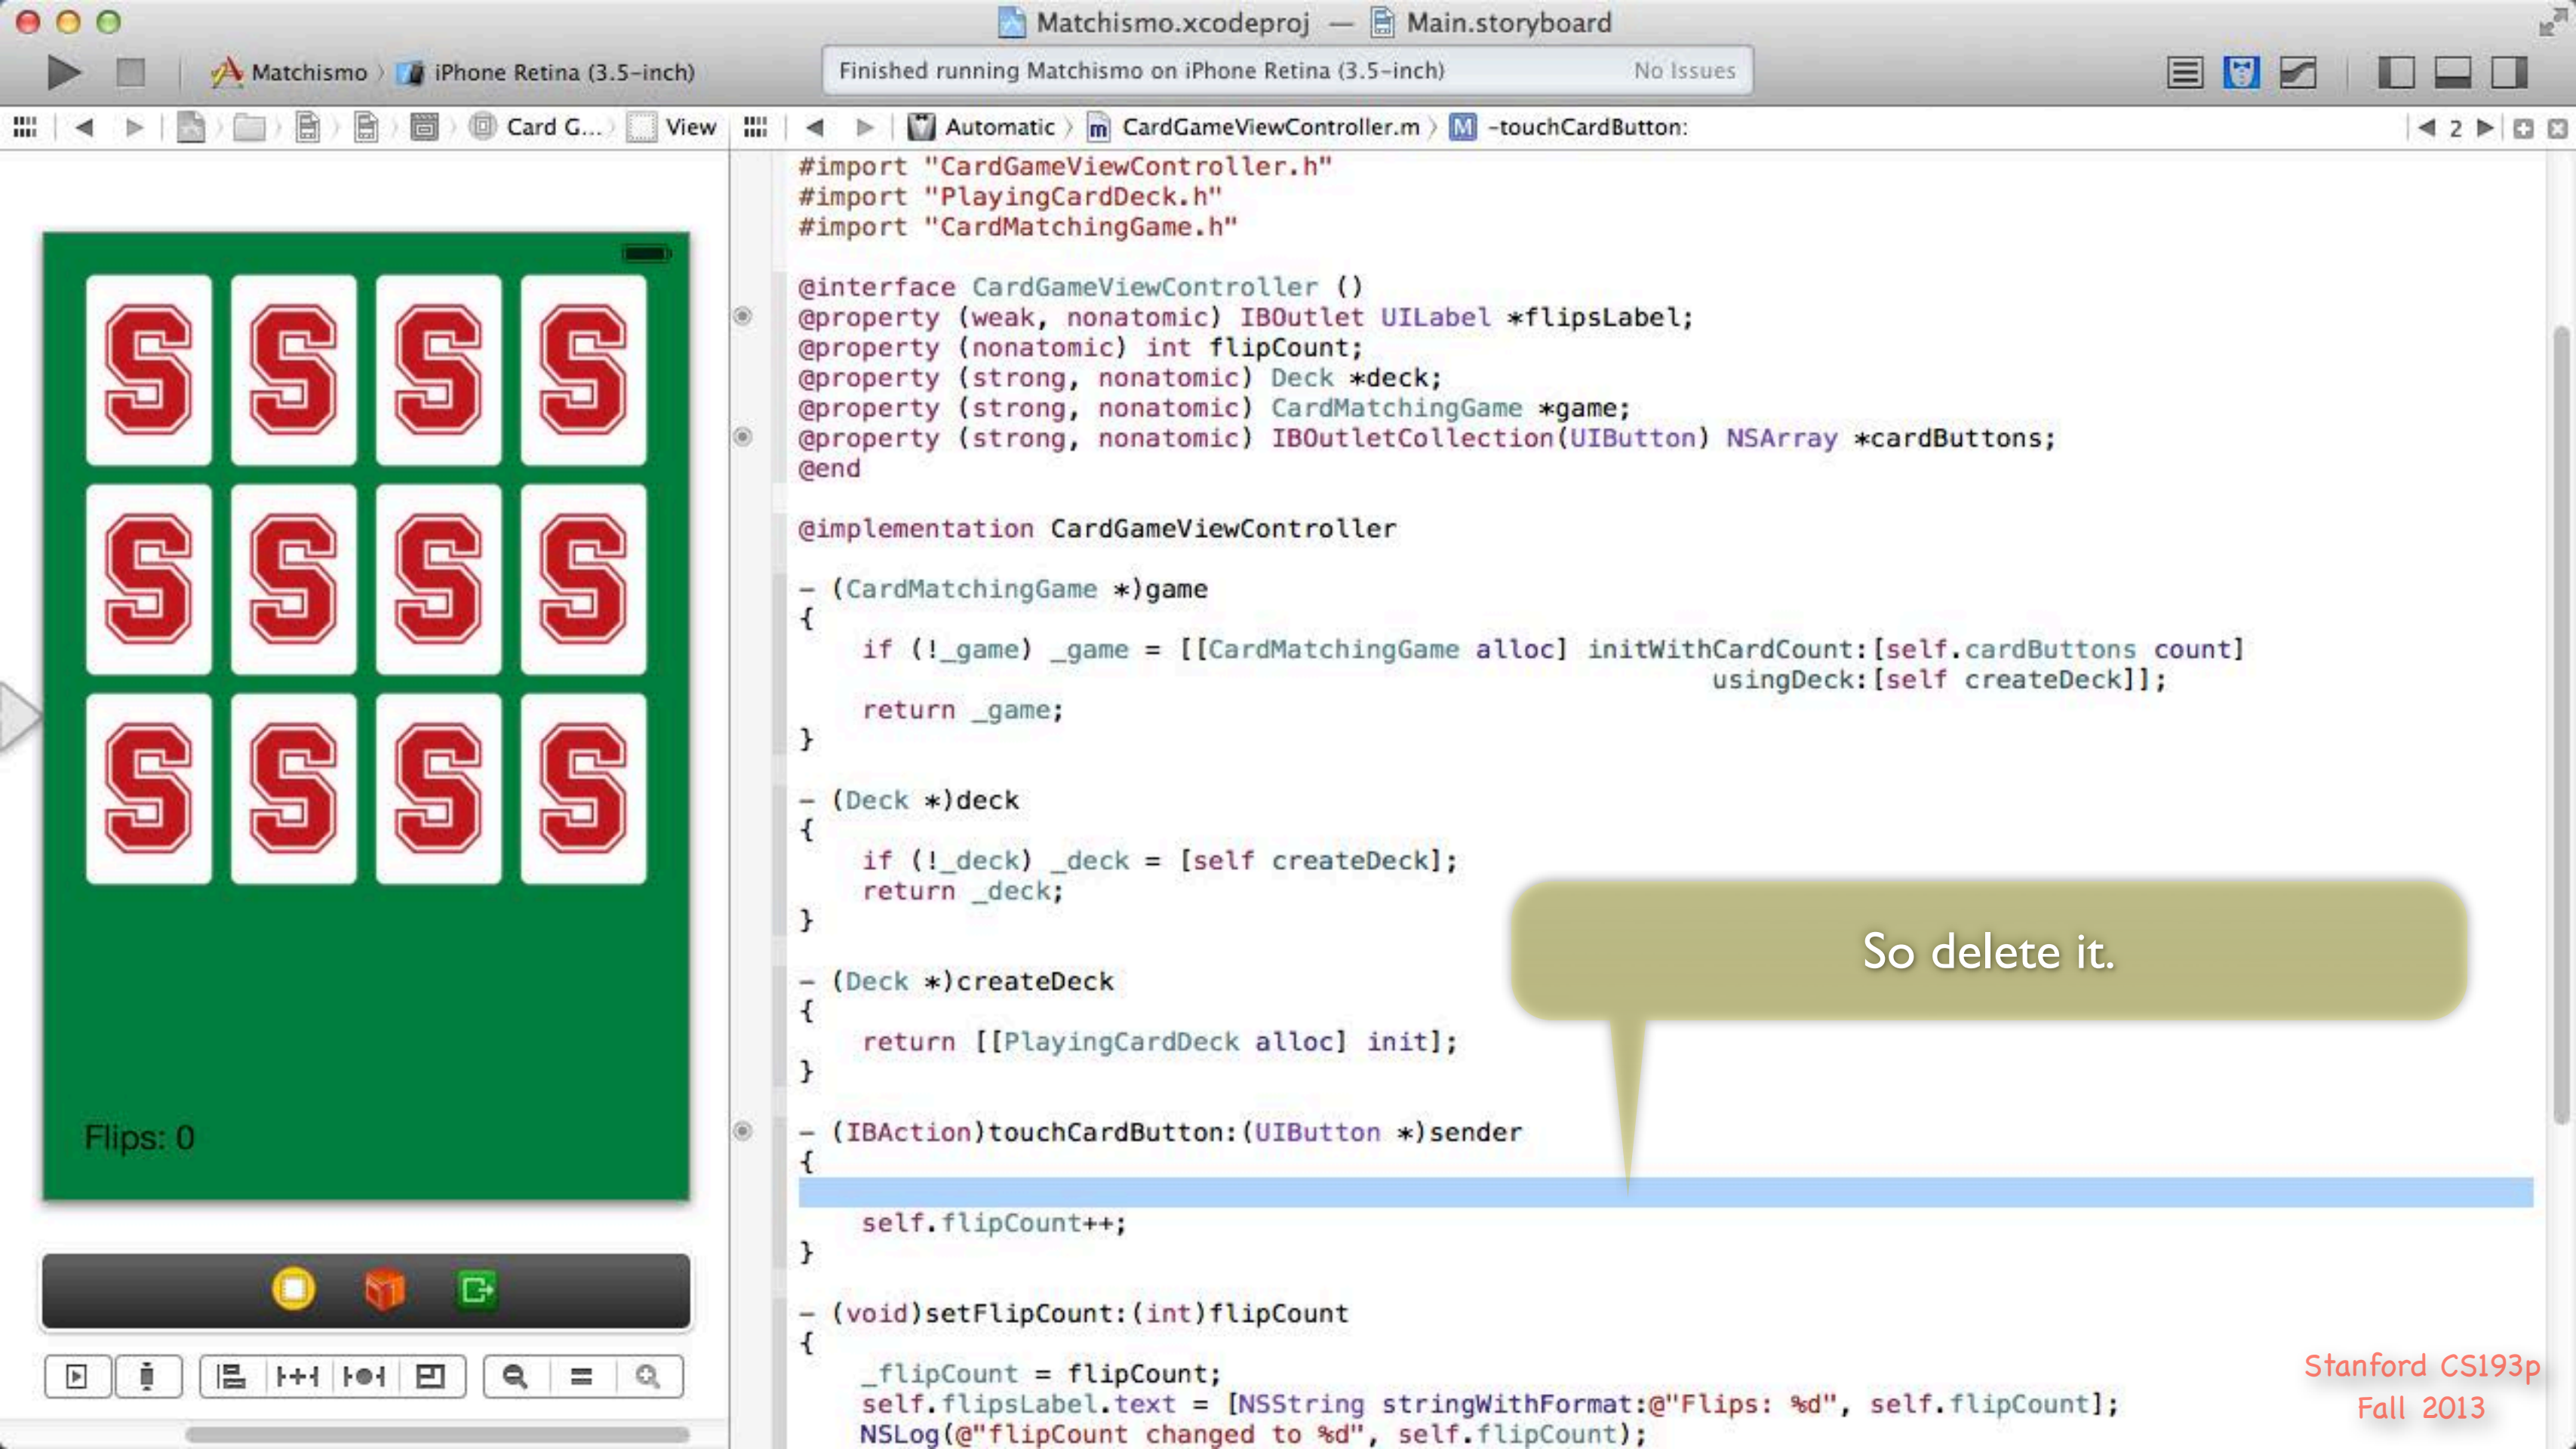 Matchismo.xcodeproj — Main.storyboard
Matchismo iPhone Retina (3.5-inch)
Finished running Matchismo on iPhone Retina (3.5-inch) No Issues
Card G... View
Automatic CardGameViewController.m M -touchCardButton: 2
S S S S
S S S S
S S S S
Flips: 0
#import "CardGameViewController.h"
#import "PlayingCardDeck.h"
#import "CardMatchingGame.h"
@interface CardGameViewController ()
@property (weak, nonatomic) IBOutlet UILabel *flipsLabel;
@property (nonatomic) int flipCount;
@property (strong, nonatomic) Deck *deck;
@property (strong, nonatomic) CardMatchingGame *game;
@property (strong, nonatomic) IBOutletCollection(UIButton) NSArray *cardButtons;
@end
@implementation CardGameViewController
- (CardMatchingGame *)game
{
if (!_game) _game = [[CardMatchingGame alloc] initWithCardCount:[self.cardButtons count]
usingDeck:[self createDeck]];
return _game;
}
- (Deck *)deck
{
if (!_deck) _deck = [self createDeck];
return _deck;
}
- (Deck *)createDeck
{
return [[PlayingCardDeck alloc] init];
}
- (IBAction)touchCardButton:(UIButton *)sender
{
self.flipCount++;
}
- (void)setFlipCount:(int)flipCount
{
_flipCount = flipCount;
self.flipsLabel.text = [NSString stringWithFormat:@"Flips: %d", self.flipCount];
NSLog(@"flipCount changed to %d", self.flipCount);
So delete it.
Stanford CS193p
Fall 2013